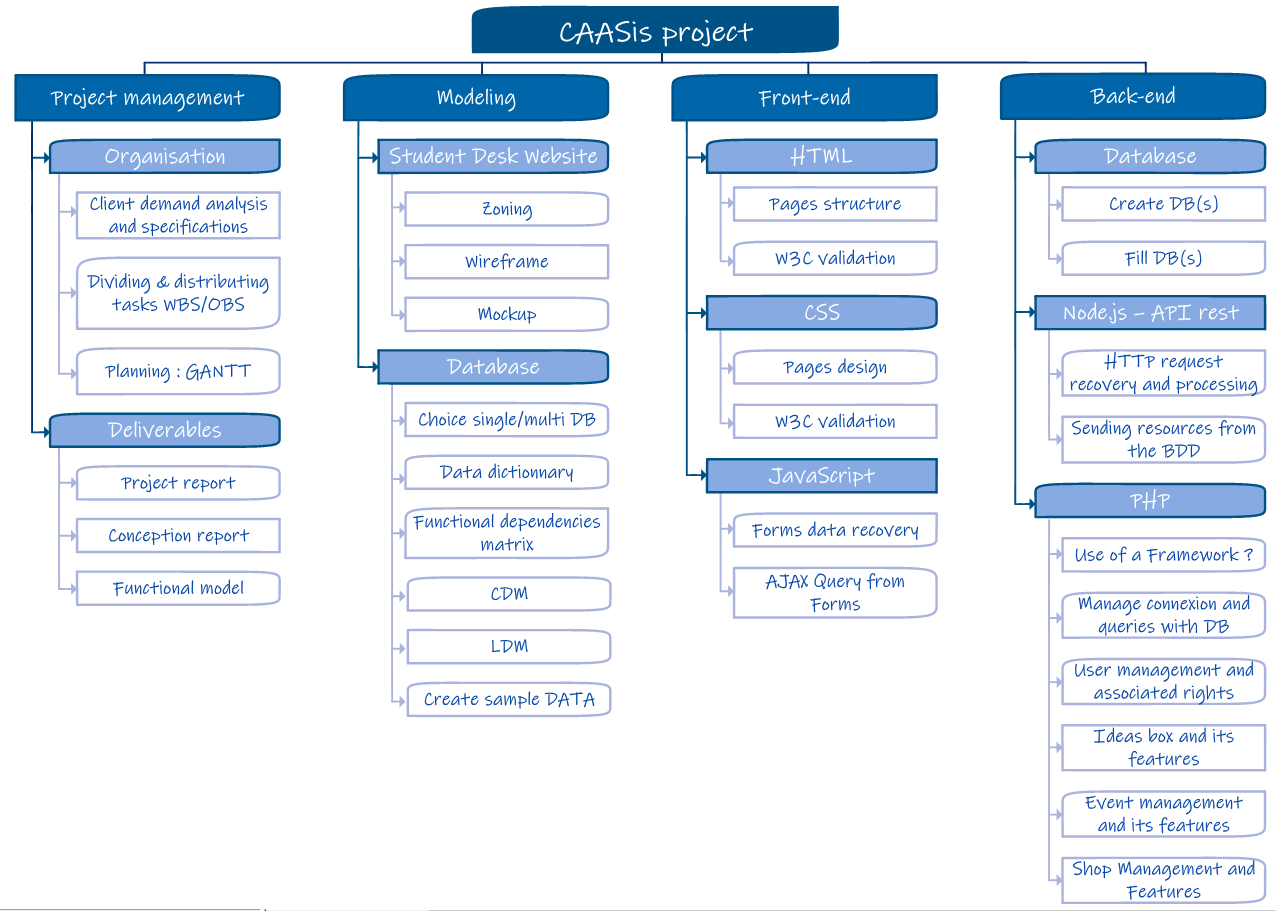 CAASis project
Project management
Organisation
Client demand analysis
and specifications
Dividing & distributing
tasks WBS/OBS
Planning : GANTT
Deliverables
Project report
Conception report
Functional model
Modeling
Student Desk Website
Zoning
Wireframe
Mockup
Database
Choice single/multi DB
Data dictionnary
Functional dependencies
matrix
CDM
LDM
Create sample DATA
Front-end
HTML
Pages structure
W3C validation
CSS
Pages design
W3C validation
JavaScript
Forms data recovery
AJAX Query from
Forms
Back-end
Database
Create DB(s)
Fill DB(s)
Node.js – API rest
HTTP request
recovery and processing
Sending resources from
the BDD
PHP
Use of a Framework ?
Manage connexion and
queries with DB
User management and
associated rights
Ideas box and its
features
Event management
and its features
Shop Management and
Features